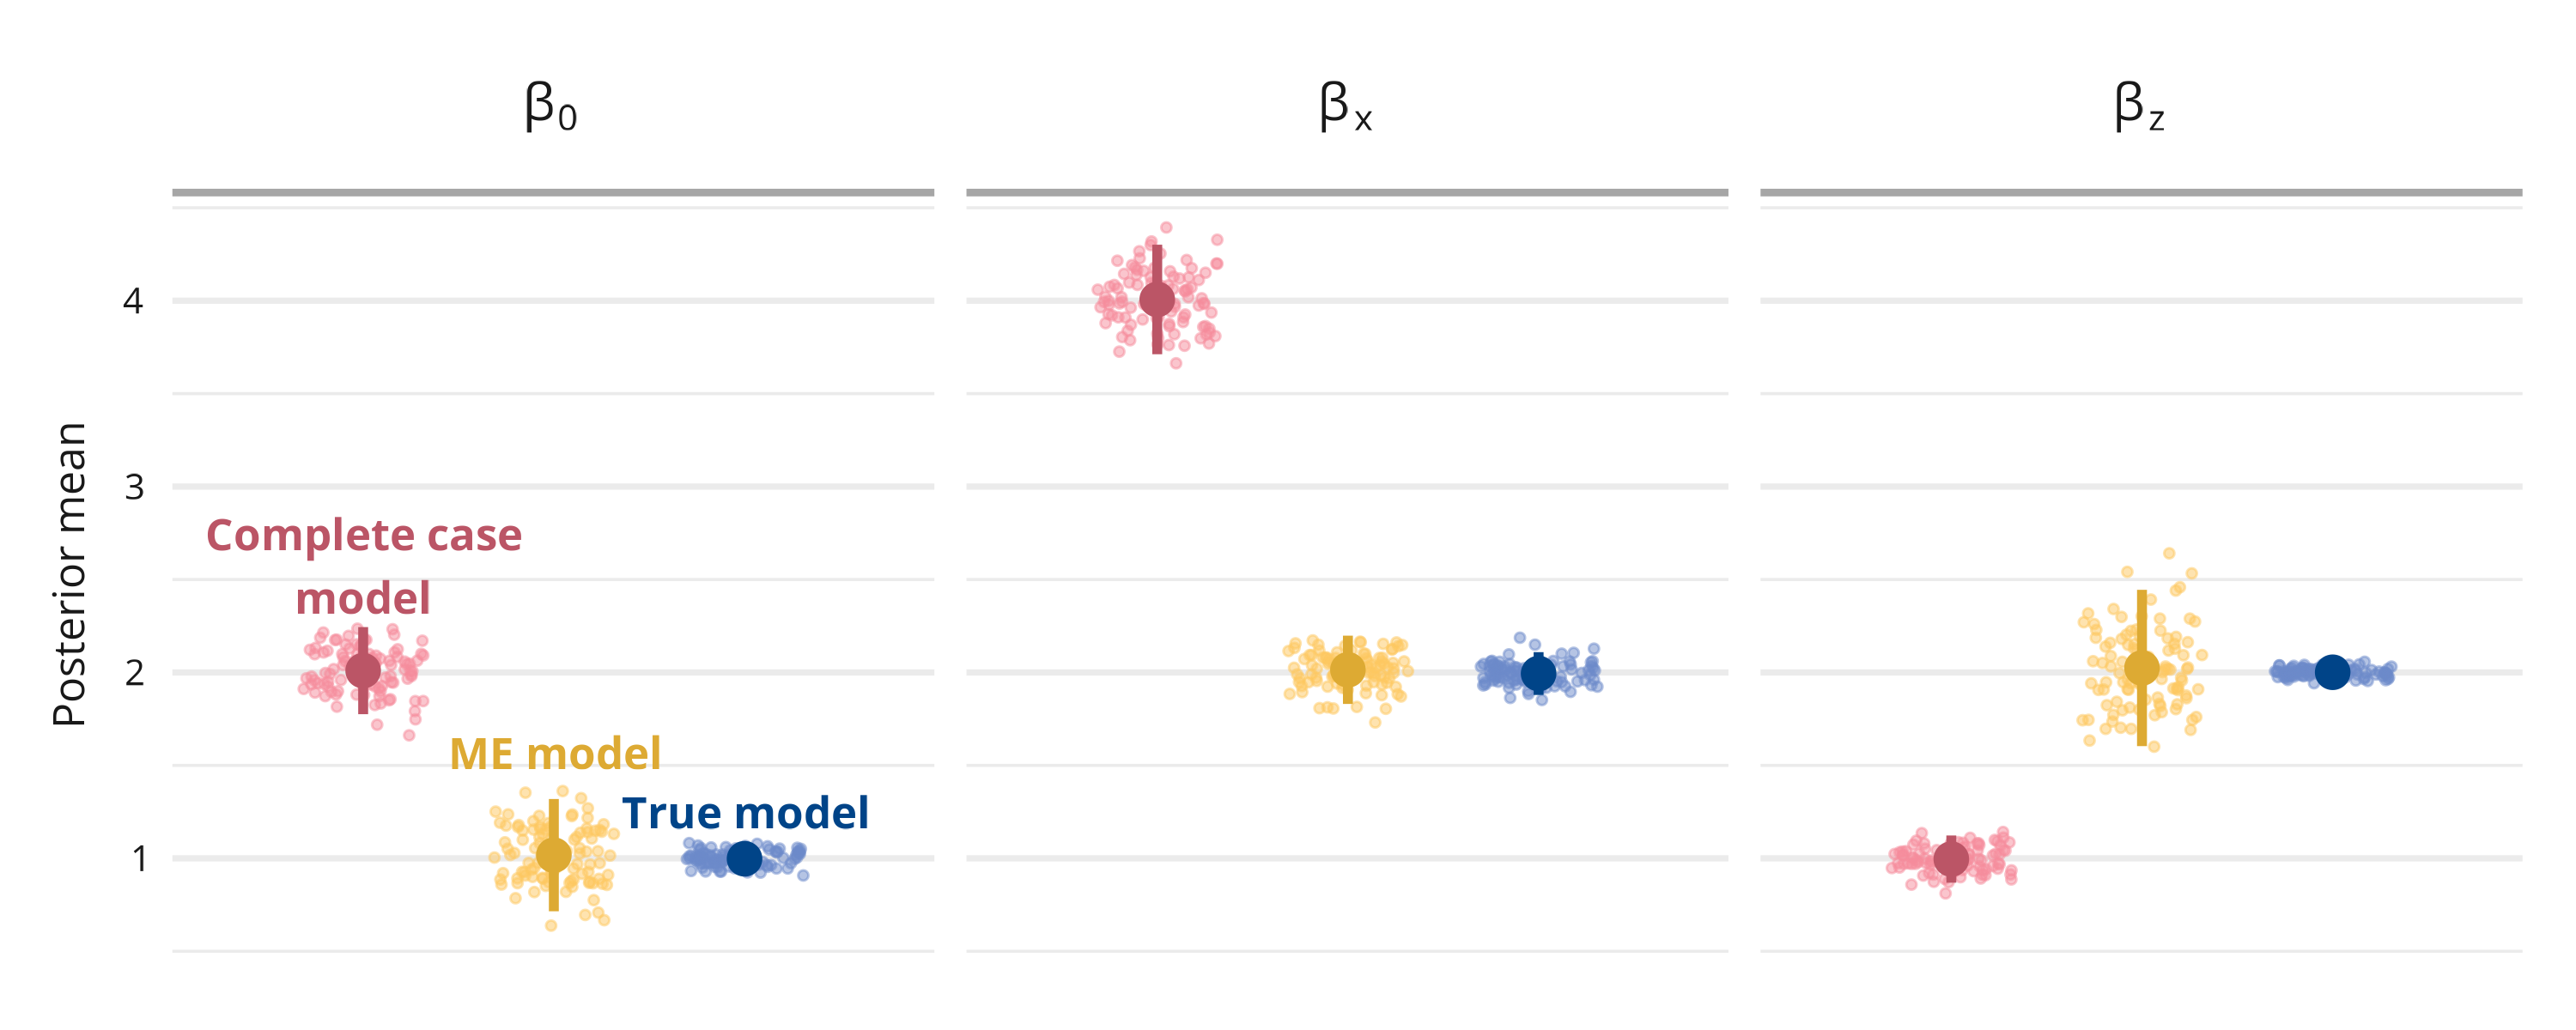 β0
βx
βz
Posterior mean
4
3
2
1
Complete case
model
ME model
True model